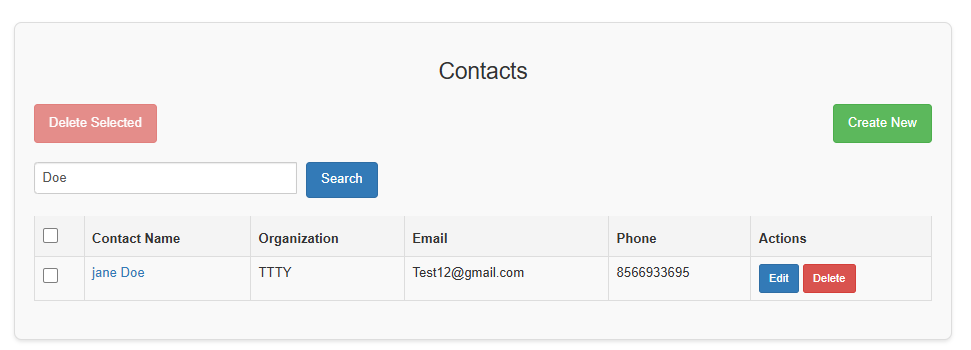 Contacts
Delete Selected
Create New
Doe
Search
Contact Name Organization Email Phone Actions
jane Doe TTTY Test12@gmail.com 8566933695 Edit Delete